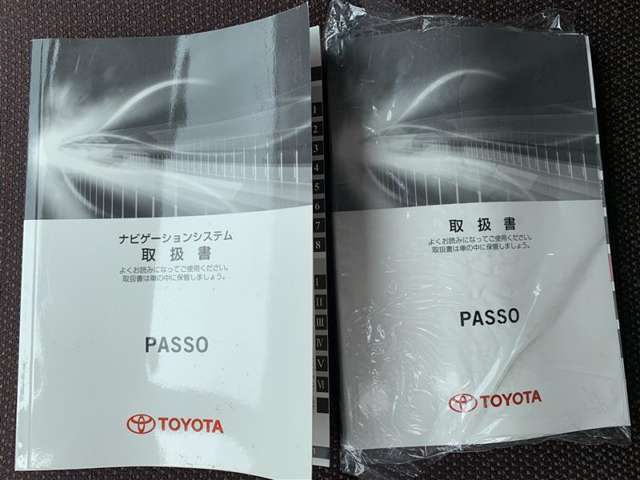 ナビゲーションシステム
取扱書
よくお読みになってご使用ください。
取扱書は車の中に保管しましょう。
PASSO
TOYOTA
1
2
3
4
5
6
7
8
I
II
III
IV
V
VI
取扱書
よくお読みになってご使用ください。
取扱書は車の中に保管しましょう。
PASSO
TOYOTA